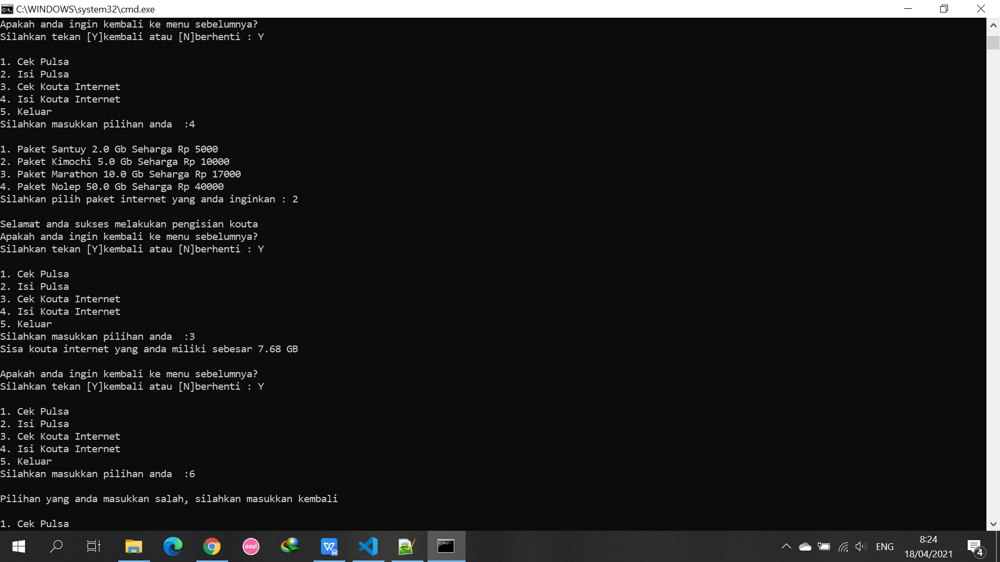 C:\WINDOWS\system32\cmd.exe
Apakah anda ingin kembali ke menu sebelumnya?
Silahkan tekan [Y]kembali atau [N]berhenti : Y
1. Cek Pulsa
2. Isi Pulsa
3. Cek Kouta Internet
4. Isi Kouta Internet
5. Keluar
Silahkan masukkan pilihan anda  :4
1. Paket Santuy 2.0 Gb Seharga Rp 5000
2. Paket Kimochi 5.0 Gb Seharga Rp 10000
3. Paket Marathon 10.0 Gb Seharga Rp 17000
4. Paket Nolep 50.0 Gb Seharga Rp 40000
Silahkan pilih paket internet yang anda inginkan : 2
Selamat anda sukses melakukan pengisian kouta
Apakah anda ingin kembali ke menu sebelumnya?
Silahkan tekan [Y]kembali atau [N]berhenti : Y
1. Cek Pulsa
2. Isi Pulsa
3. Cek Kouta Internet
4. Isi Kouta Internet
5. Keluar
Silahkan masukkan pilihan anda  :3
Sisa kouta internet yang anda miliki sebesar 7.68 GB
Apakah anda ingin kembali ke menu sebelumnya?
Silahkan tekan [Y]kembali atau [N]berhenti : Y
1. Cek Pulsa
2. Isi Pulsa
3. Cek Kouta Internet
4. Isi Kouta Internet
5. Keluar
Silahkan masukkan pilihan anda  :6
Pilihan yang anda masukkan salah, silahkan masukkan kembali
1. Cek Pulsa
osu!
W
ENG
8:24
18/04/2021
4